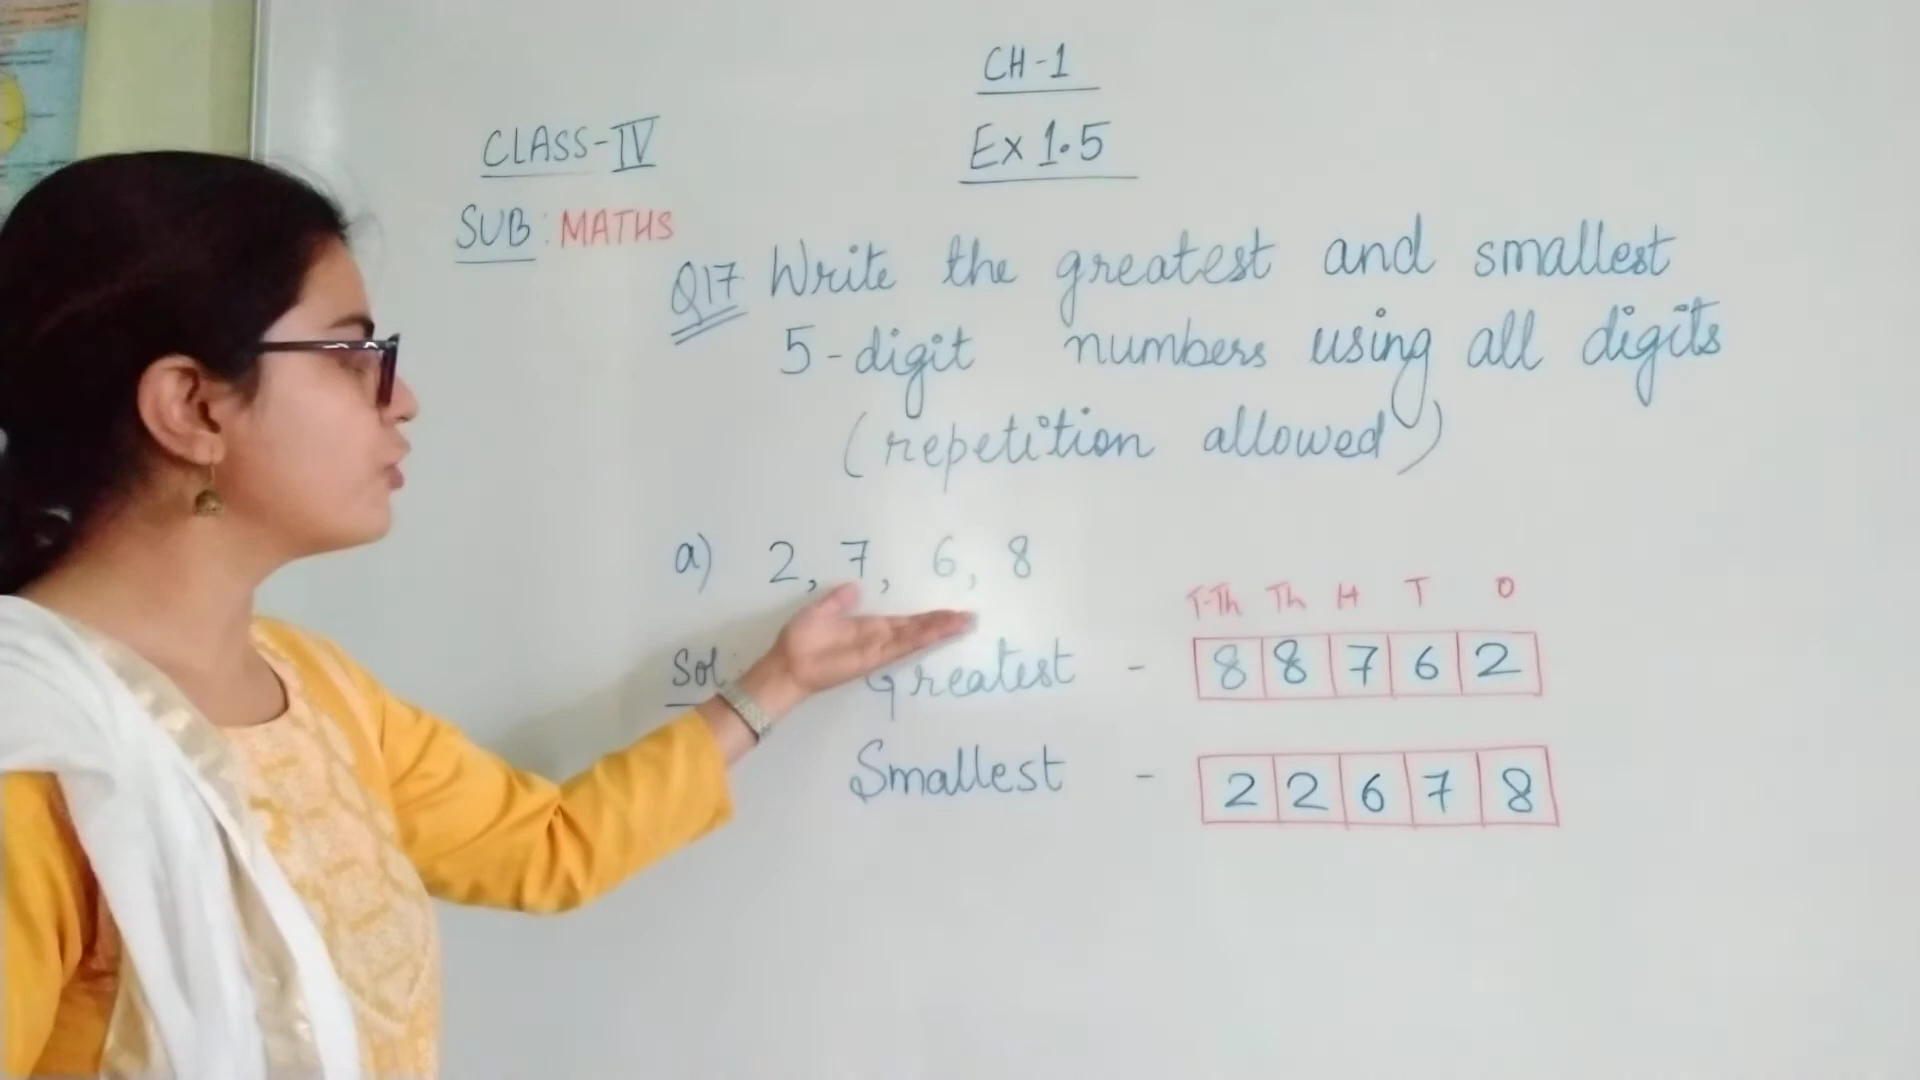 CH-1
Ex 1.5
CLASS-IV
SUB: MATHS
Q17 Write the greatest and smallest
5-digit numbers using all digits
(repetition allowed)
a) 2, 7, 6, 8
T-Th Th H T O
Sol: Greatest - 8 8 7 6 2
Smallest - 2 2 6 7 8